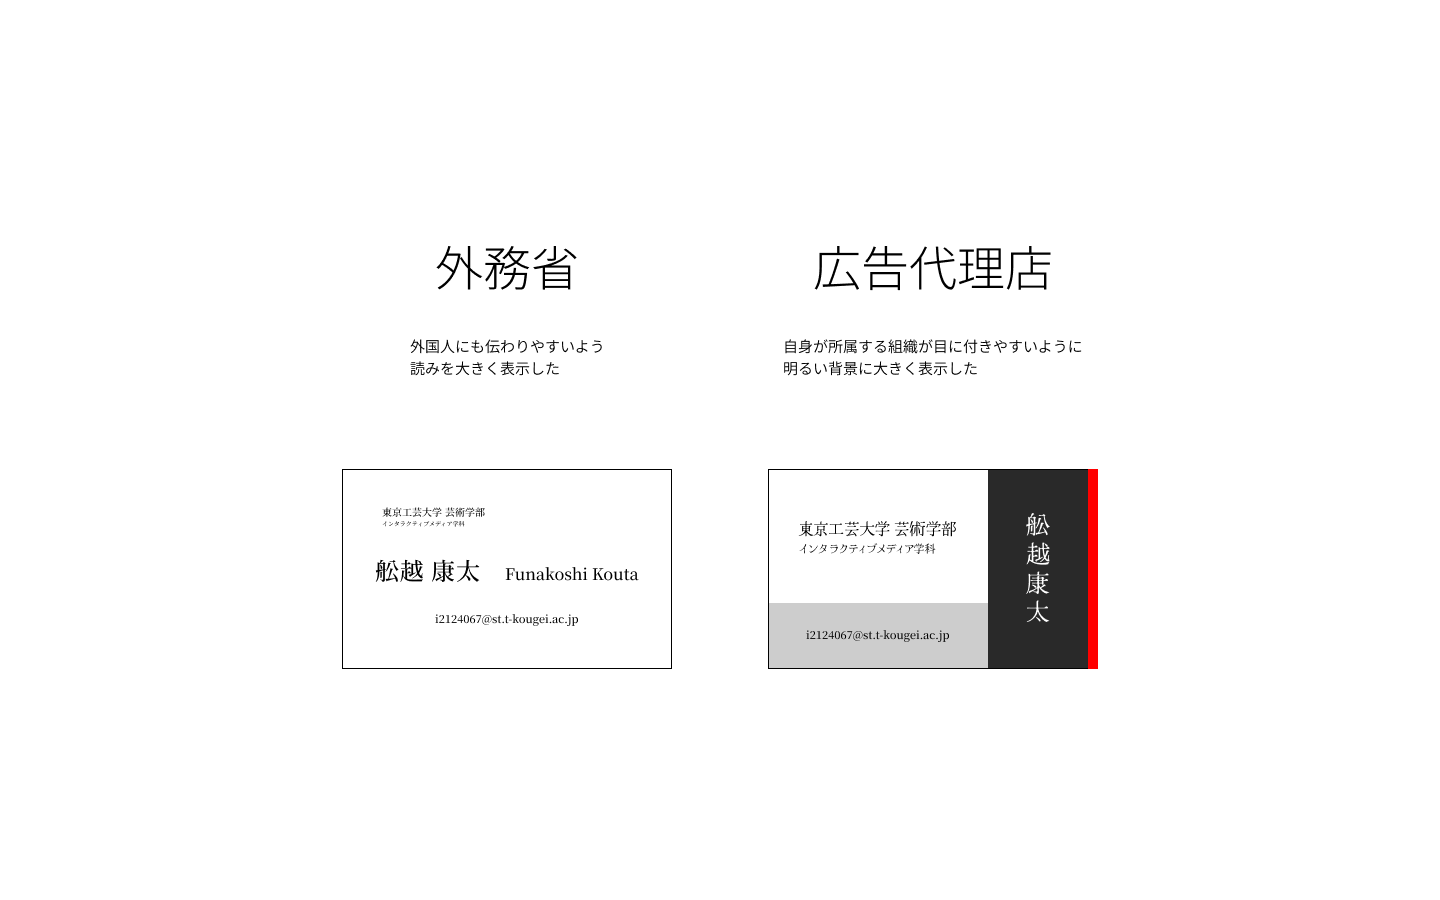 外務省
外国人にも伝わりやすいよう
読みを大きく表示した
東京工芸大学 芸術学部
インタラクティブメディア学科
舩越 康太 Funakoshi Kouta
i2124067@st.t-kougei.ac.jp
広告代理店
自身が所属する組織が目に付きやすいように
明るい背景に大きく表示した
東京工芸大学 芸術学部
インタラクティブメディア学科
i2124067@st.t-kougei.ac.jp
舩越康太